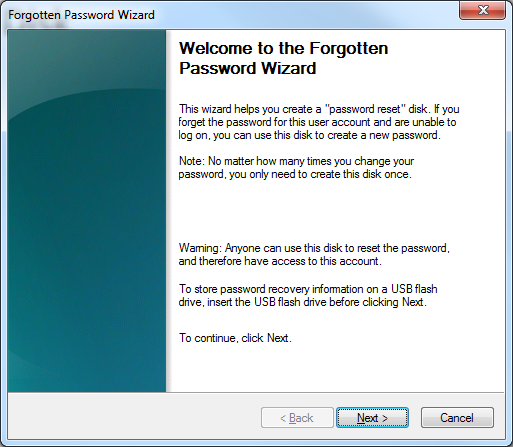 Forgotten Password Wizard
Welcome to the Forgotten
Password Wizard
This wizard helps you create a "password reset" disk. If you
forget the password for this user account and are unable to
log on, you can use this disk to create a new password.
Note: No matter how many times you change your
password, you only need to create this disk once.
Warning: Anyone can use this disk to reset the password,
and therefore have access to this account.
To store password recovery information on a USB flash
drive, insert the USB flash drive before clicking Next.
To continue, click Next.
< Back Next > Cancel